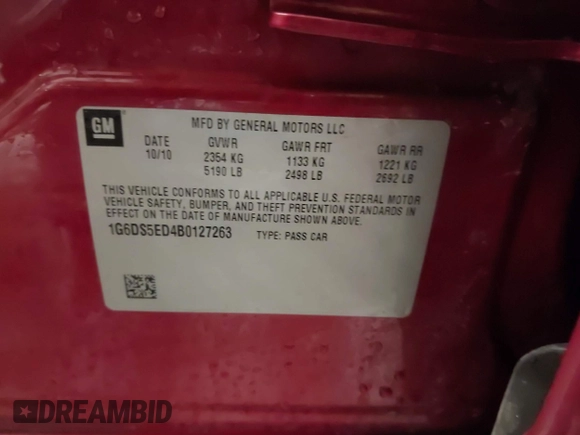 GM
MFD BY GENERAL MOTORS LLC
DATE GVWR GAWR FRT GAWR RR
10/10 2354 KG 1133 KG 1221 KG
5190 LB 2498 LB 2692 LB
THIS VEHICLE CONFORMS TO ALL APPLICABLE U.S. FEDERAL MOTOR
VEHICLE SAFETY, BUMPER, AND THEFT PREVENTION STANDARDS IN
EFFECT ON THE DATE OF MANUFACTURE SHOWN ABOVE.
1G6DS5ED4B0127263 TYPE: PASS CAR
DREAMBID